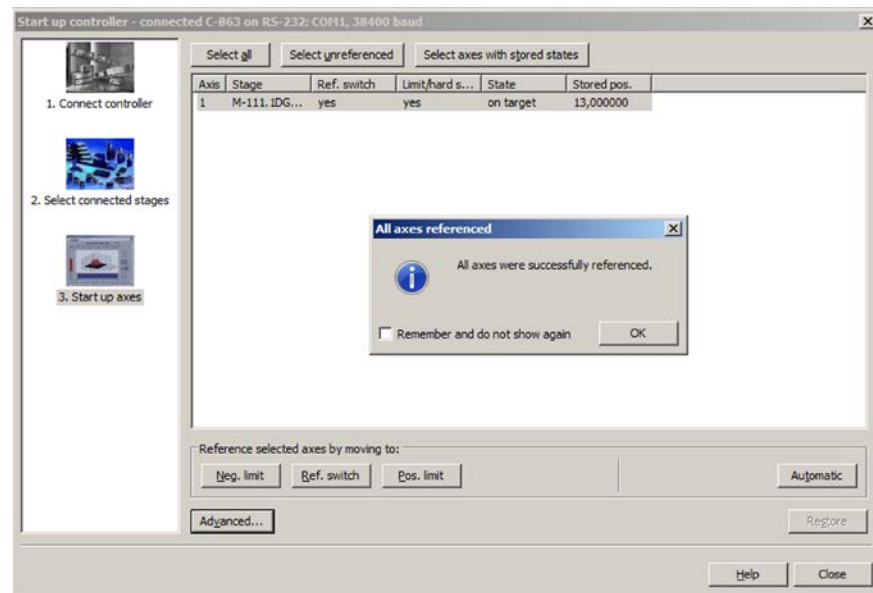 Start up controller - connected C-863 on RS-232: COM1, 38400 baud
1. Connect controller
2. Select connected stages
3. Start up axes
Select all Select unreferenced Select axes with stored states
Axis Stage Ref. switch Limit/hard s... State Stored pos.
1 M-111.1DG... yes yes on target 13,000000
All axes referenced
All axes were successfully referenced.
Remember and do not show again OK
Reference selected axes by moving to:
Neg. limit Ref. switch Pos. limit Automatic
Advanced... Restore
Help Close